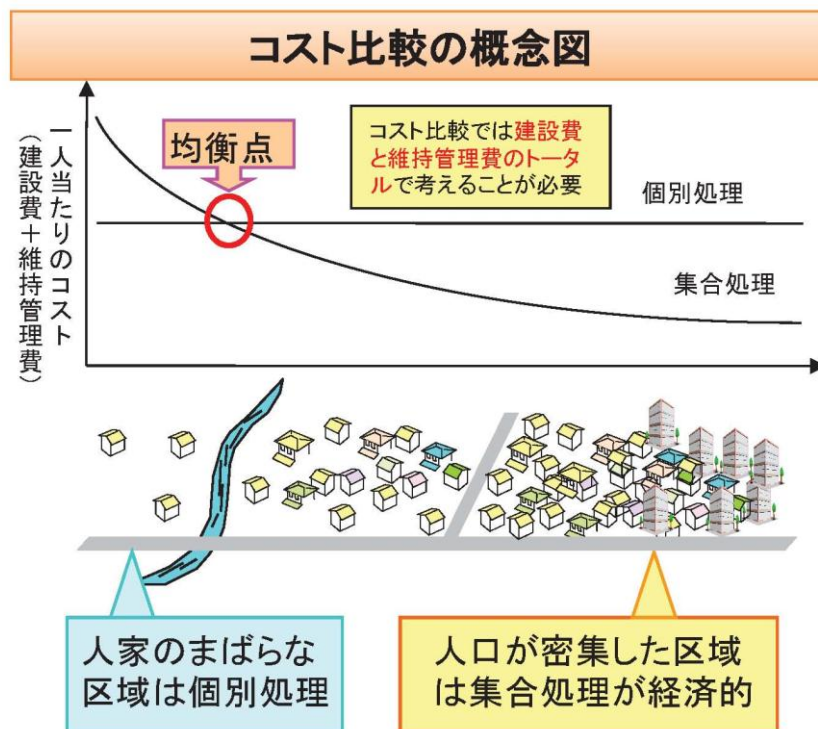 コスト比較の概念図
一人当たりのコスト
(建設費＋維持管理費)
均衡点
コスト比較では建設費
と維持管理費のトータ
ルで考えることが必要
個別処理
集合処理
人家のまばらな
区域は個別処理
人口が密集した区域
は集合処理が経済的